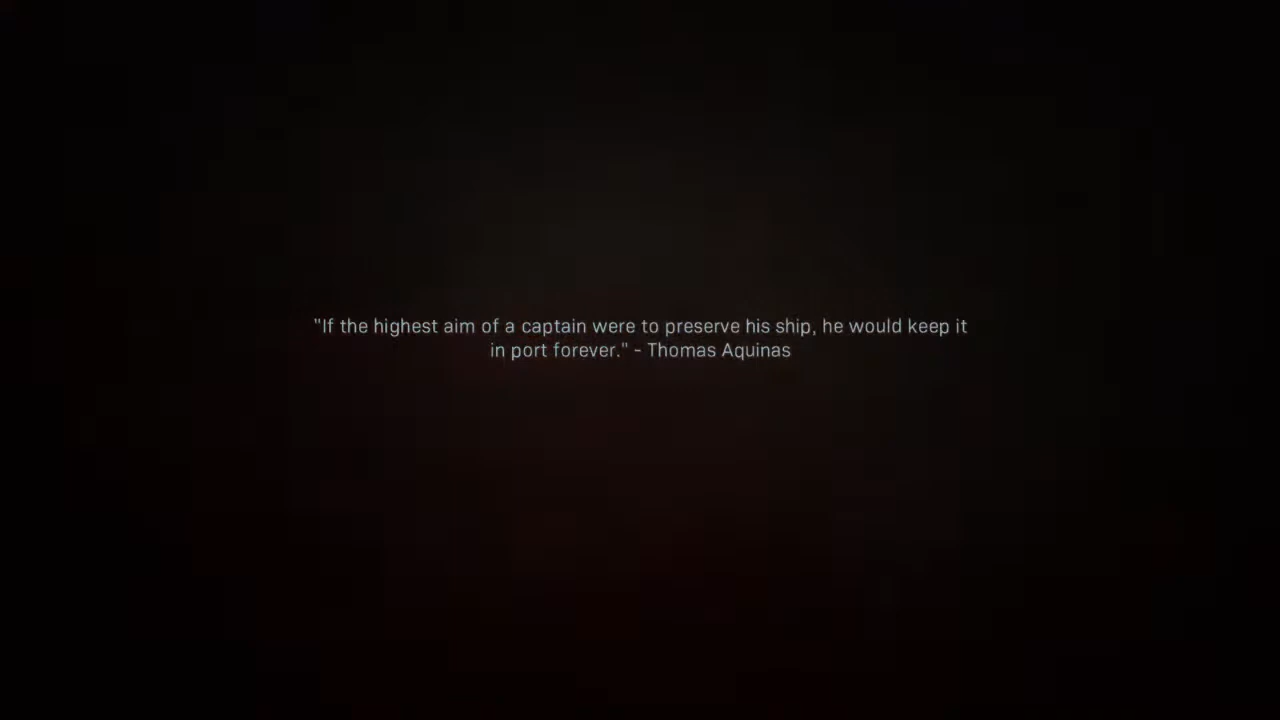 "If the highest aim of a captain were to preserve his ship, he would keep it
in port forever." - Thomas Aquinas